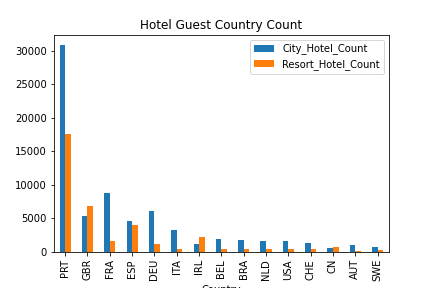 Hotel Guest Country Count
City_Hotel_Count
Resort_Hotel_Count
30000
25000
20000
15000
10000
5000
0
PRT
GBR
FRA
ESP
DEU
ITA
IRL
BEL
BRA
NLD
USA
CHE
CN
AUT
SWE
Country